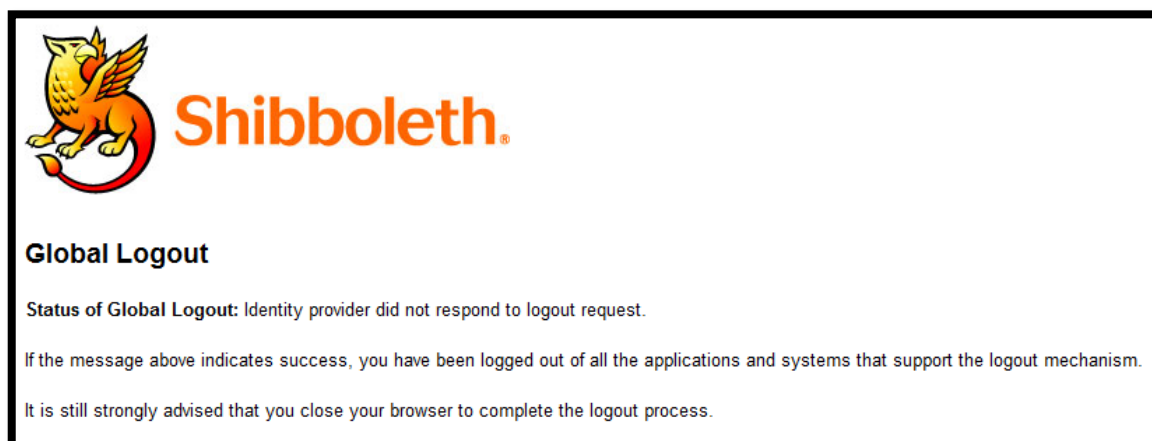 Shibboleth®
Global Logout
Status of Global Logout: Identity provider did not respond to logout request.
If the message above indicates success, you have been logged out of all the applications and systems that support the logout mechanism.
It is still strongly advised that you close your browser to complete the logout process.